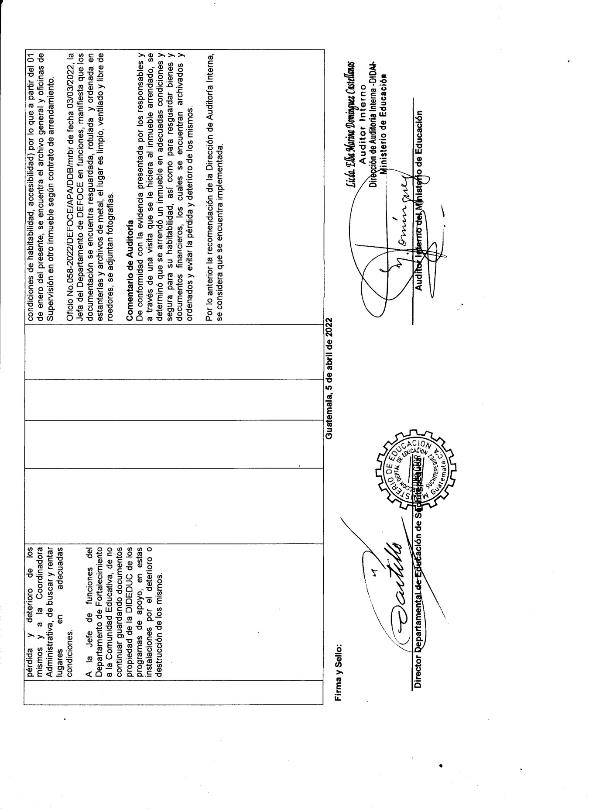 pérdida y deterioro de los
mismos y a la Coordinadora
Administrativa, de buscar y rentar
lugares en adecuadas
condiciones.
A la Jefe de funciones del
Departamento de Fortalecimiento
a la Comunidad Educativa, de no
continuar guardando documentos
propiedad de la DIDEDUC de los
programas de apoyo, en estas
instalaciones por el deterioro o
destrucción de los mismos.
condiciones de habitabilidad, accesibilidad) por lo que a partir del 01
de enero del presente, se encuentra el archivo general y oficinas de
Supervisión en otro inmueble según contrato de arrendamiento.
Oficio No.058-2022/DEFOCE/APA/DDB/mrbr de fecha 03/03/2022, la
Jefa del Departamento de DEFOCE en funciones, manifiesta que los
documentación se encuentra resguardada, rotulada y ordenada en
estanterías y archivos de metal, el lugar es limpio, ventilado y libre de
roedores. se adjuntan fotografías.
Comentario de Auditoría
De conformidad con la evidencia presentada por los responsables y
a través de una visita que se le hiciera al inmueble arrendado, se
determinó que se arrendó un inmueble en adecuadas condiciones y
segura para su habitabilidad, así como para resguardar bienes y
documentos financieros, los cuales se encuentran archivados y
ordenados y evitar la pérdida y deterioro de los mismos.
Por lo anterior la recomendación de la Dirección de Auditoría Interna,
se considera que se encuentra implementada.
Guatemala, 5 de abril de 2022
Firma y Sello:
Director Departamental de Educación de
MINISTERIO DE EDUCACION
Guatemala C.A.
Licda. Elba Marina Domínguez Castellanos
Auditor Interno
Dirección de Auditoría Interna -DIDAI-
Ministerio de Educación
Domínguez
Auditor Interno del Ministerio de Educación